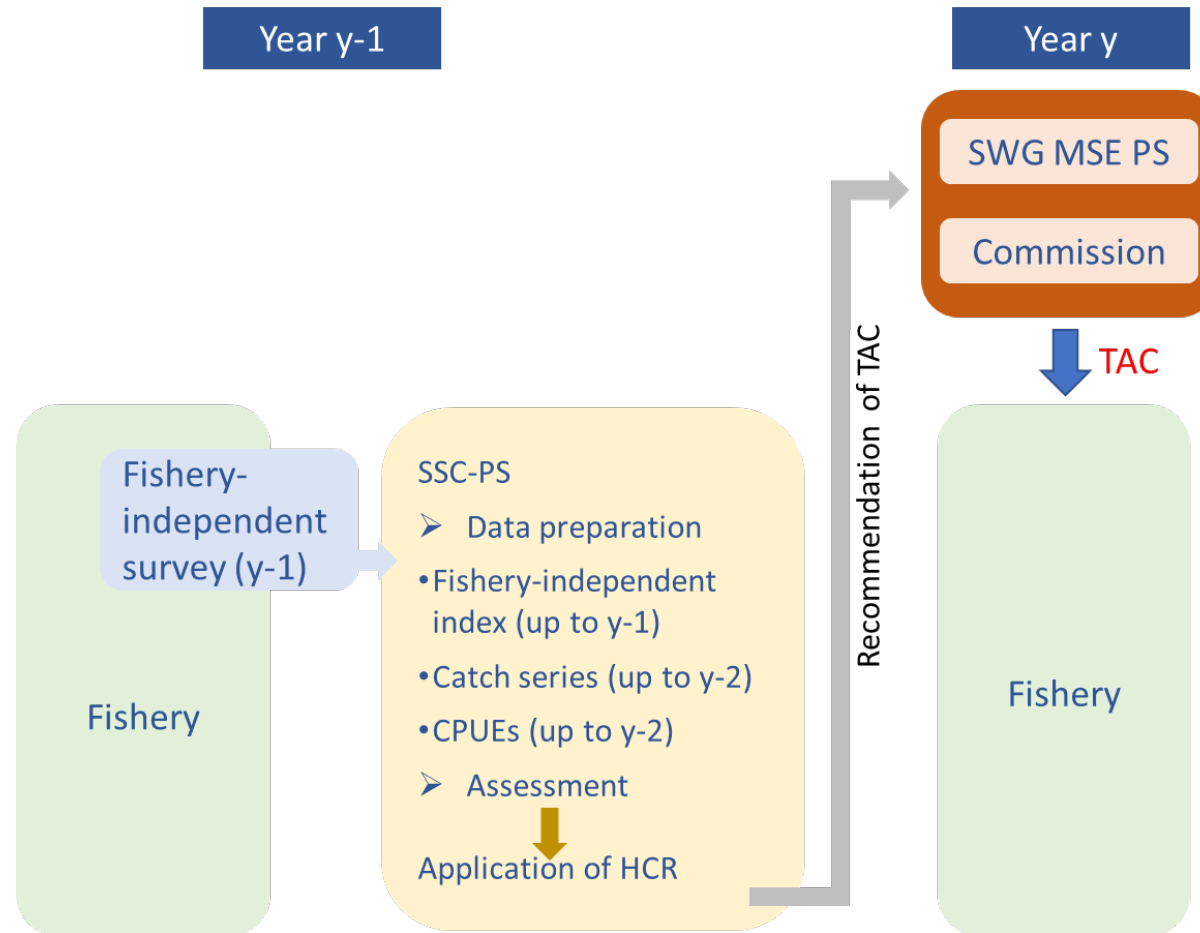 Year y-1
Year y
SWG MSE PS
Commission
TAC
Recommendation of TAC
Fishery-
independent
survey (y-1)
Fishery
SSC-PS
➢ Data preparation
•Fishery-independent
index (up to y-1)
•Catch series (up to y-2)
•CPUEs (up to y-2)
➢ Assessment
Application of HCR
Fishery